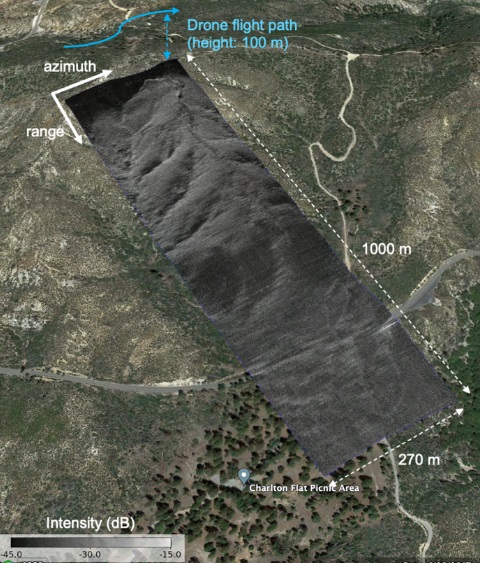 Drone flight path
(height: 100 m)
azimuth
range
1000 m
270 m
Charlton Flat Picnic Area
Intensity (dB)
-45.0 -30.0 -15.0